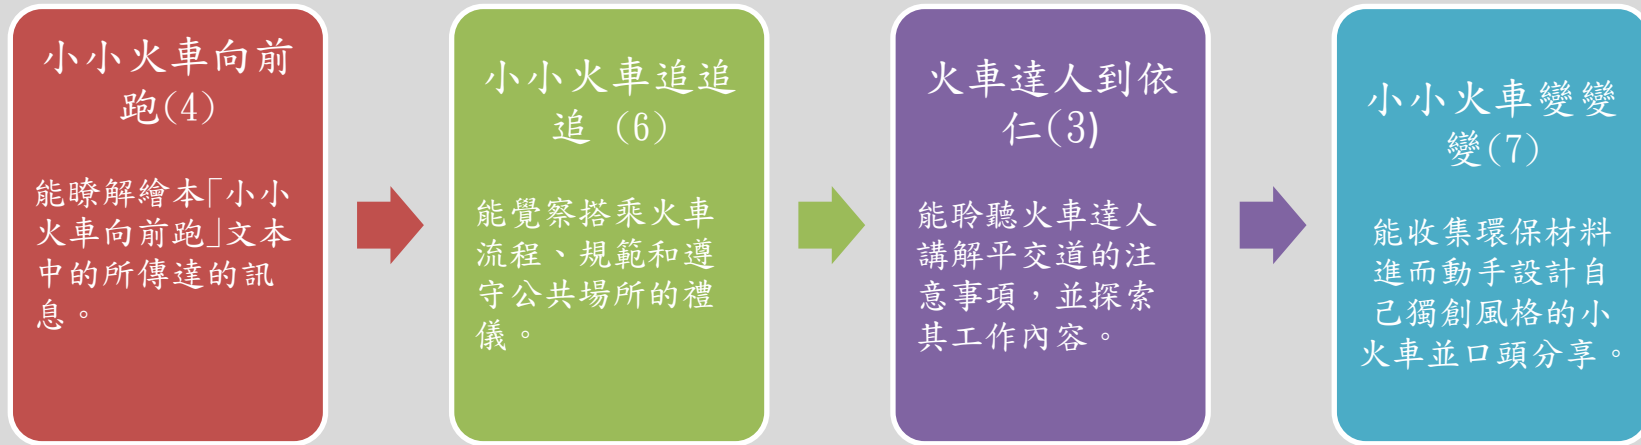 小小火車向前
跑(4)
能瞭解繪本「小小
火車向前跑」文本
中的所傳達的訊
息。
小小火車追追
追 (6)
能覺察搭乘火車
流程、規範和遵
守公共場所的禮
儀。
火車達人到依
仁(3)
能聆聽火車達人
講解平交道的注
意事項，並探索
其工作內容。
小小火車變變
變(7)
能收集環保材料
進而動手設計自
己獨創風格的小
火車並口頭分享。